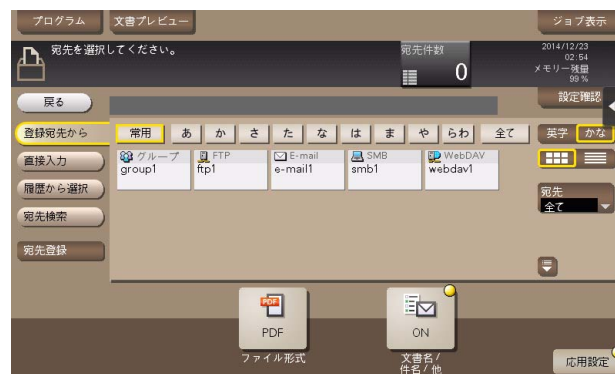 プログラム
文書プレビュー
ジョブ表示
宛先を選択してください。
宛先件数
0
2014/12/23
02:54
メモリー残量
99 %
戻る
設定確認
登録宛先から
常用
あ
か
さ
た
な
は
ま
や
らわ
全て
英字
かな
直接入力
グループ
group1
FTP
ftp1
E-mail
e-mail1
SMB
smb1
WebDAV
webdav1
履歴から選択
宛先
全て
宛先検索
宛先登録
PDF
PDF
ファイル形式
ON
文書名/
件名/他
応用設定